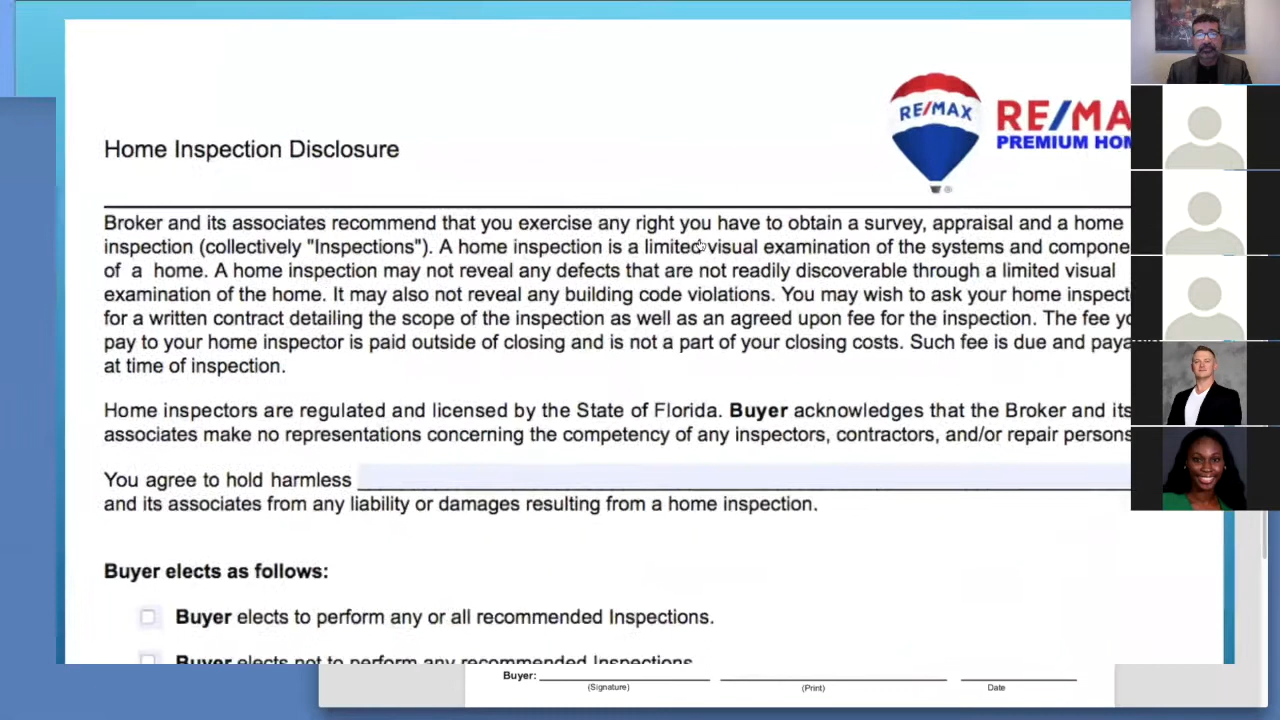 RE/MAX
RE/MA
PREMIUM HOM
Home Inspection Disclosure
Broker and its associates recommend that you exercise any right you have to obtain a survey, appraisal and a home
inspection (collectively "Inspections"). A home inspection is a limited visual examination of the systems and compone
of a home. A home inspection may not reveal any defects that are not readily discoverable through a limited visual
examination of the home. It may also not reveal any building code violations. You may wish to ask your home inspect
for a written contract detailing the scope of the inspection as well as an agreed upon fee for the inspection. The fee yo
pay to your home inspector is paid outside of closing and is not a part of your closing costs. Such fee is due and paya
at time of inspection.
Home inspectors are regulated and licensed by the State of Florida. Buyer acknowledges that the Broker and its
associates make no representations concerning the competency of any inspectors, contractors, and/or repair persons
You agree to hold harmless
and its associates from any liability or damages resulting from a home inspection.
Buyer elects as follows:
Buyer elects to perform any or all recommended Inspections.
Buyer elects not to perform any recommended Inspections
Buyer:
(Signature) (Print) Date